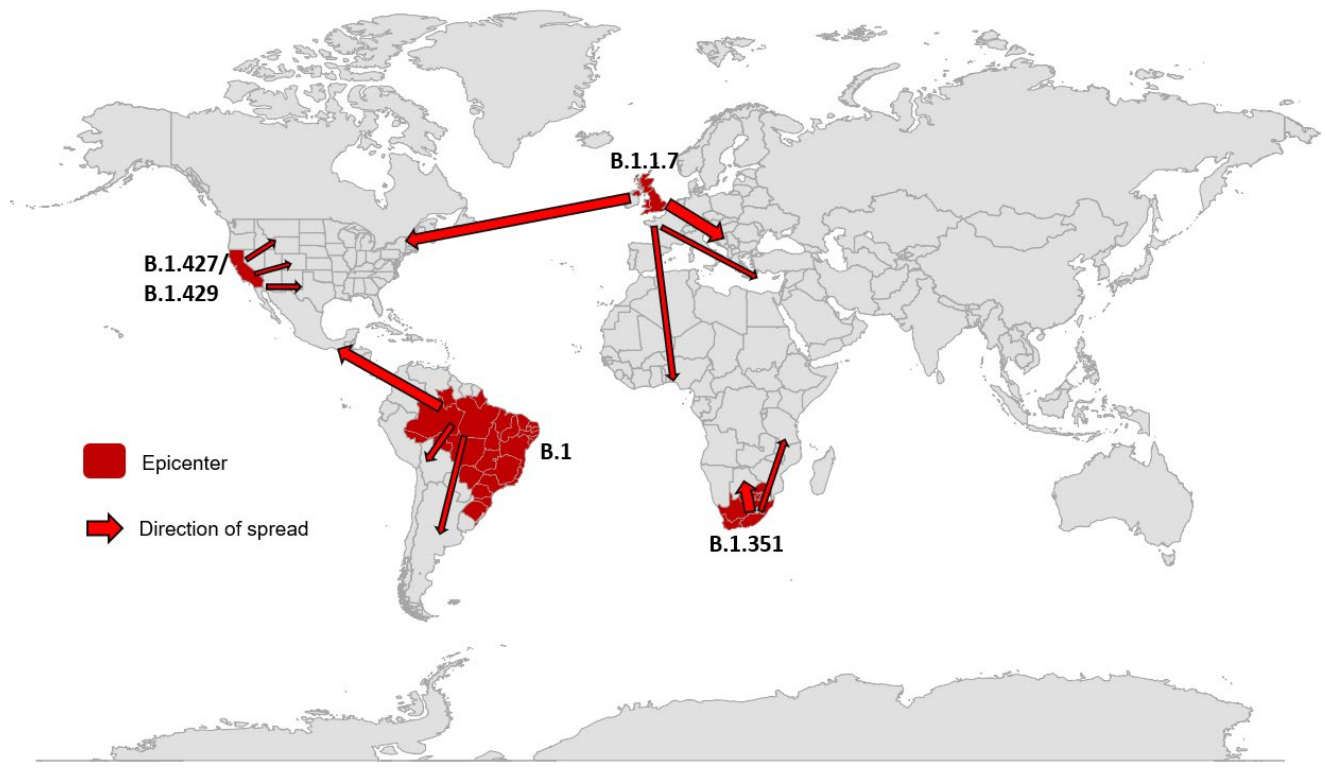 B.1.1.7
B.1.427/
B.1.429
B.1
Epicenter
Direction of spread
B.1.351